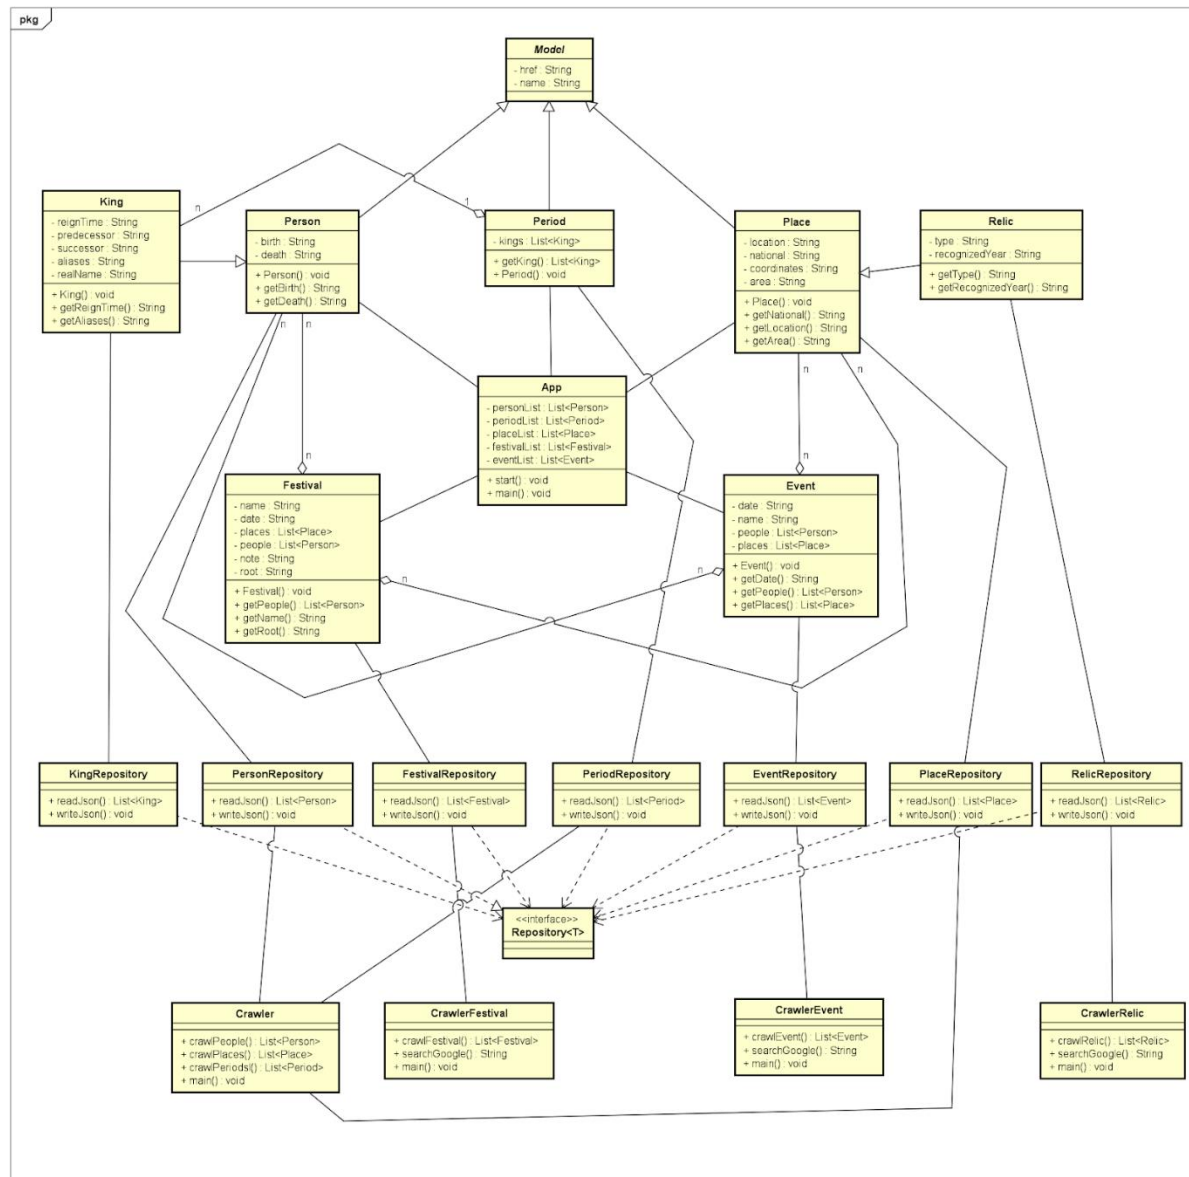 pkg
Model
- href : String
- name : String
n
1
King
- reignTime : String
- predecessor : String
- successor : String
- aliases : String
- realName : String
+ King() : void
+ getReignTime() : String
+ getAliases() : String
Person
- birth : String
- death : String
+ Person() : void
+ getBirth() : String
+ getDeath() : String
Period
- kings : List<King>
+ getKing() : List<King>
+ Period() : void
Place
- location : String
- national : String
- coordinates : String
- area : String
+ Place() : void
+ getNational() : String
+ getLocation() : String
+ getArea() : String
Relic
- type : String
- recognizedYear : String
+ getType() : String
+ getRecognizedYear() : String
n
n
n
n
App
- personList : List<Person>
- periodList : List<Period>
- placeList : List<Place>
- festivalList : List<Festival>
- eventList : List<Event>
+ start() : void
+ main() : void
n
n
Festival
- name : String
- date : String
- places : List<Place>
- people : List<Person>
- note : String
- root : String
+ Festival() : void
+ getPeople() : List<Person>
+ getName() : String
+ getRoot() : String
Event
- date : String
- name : String
- people : List<Person>
- places : List<Place>
+ Event() : void
+ getDate() : String
+ getPeople() : List<Person>
+ getPlaces() : List<Place>
n
n
KingRepository
+ readJson() : List<King>
+ writeJson() : void
PersonRepository
+ readJson() : List<Person>
+ writeJson() : void
FestivalRepository
+ readJson() : List<Festival>
+ writeJson() : void
PeriodRepository
+ readJson() : List<Period>
+ writeJson() : void
EventRepository
+ readJson() : List<Event>
+ writeJson() : void
PlaceRepository
+ readJson() : List<Place>
+ writeJson() : void
RelicRepository
+ readJson() : List<Relic>
+ writeJson() : void
<<interface>>
Repository<T>
Crawler
+ crawlPeople() : List<Person>
+ crawlPlaces() : List<Place>
+ crawlPeriods() : List<Period>
+ main() : void
CrawlerFestival
+ crawlFestival() : List<Festival>
+ searchGoogle() : String
+ main() : void
CrawlerEvent
+ crawlEvent() : List<Event>
+ searchGoogle() : String
+ main() : void
CrawlerRelic
+ crawlRelic() : List<Relic>
+ searchGoogle() : String
+ main() : void